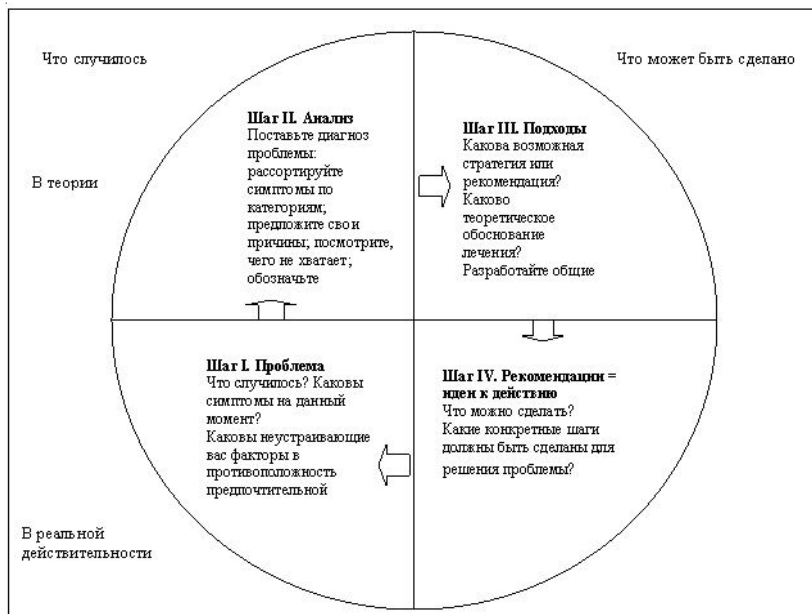 Что случилось
Что может быть сделано
В теории
Шаг II. Анализ
Поставьте диагноз
проблемы:
рассортируйте
симптомы по
категориям;
предложите свои
причины; посмотрите,
чего не хватает;
обозначьте
Шаг III. Подходы
Какова возможная
стратегия или
рекомендация?
Каково
теоретическое
обоснование
лечения?
Разработайте общие
Шаг I. Проблема
Что случилось? Каковы
симптомы на данный
момент?
Каковы неустраивающие
вас факторы в
противоположность
предпочтительной
Шаг IV. Рекомендации =
идеи к действию
Что можно сделать?
Какие конкретные шаги
должны быть сделаны для
решения проблемы?
В реальной
действительности